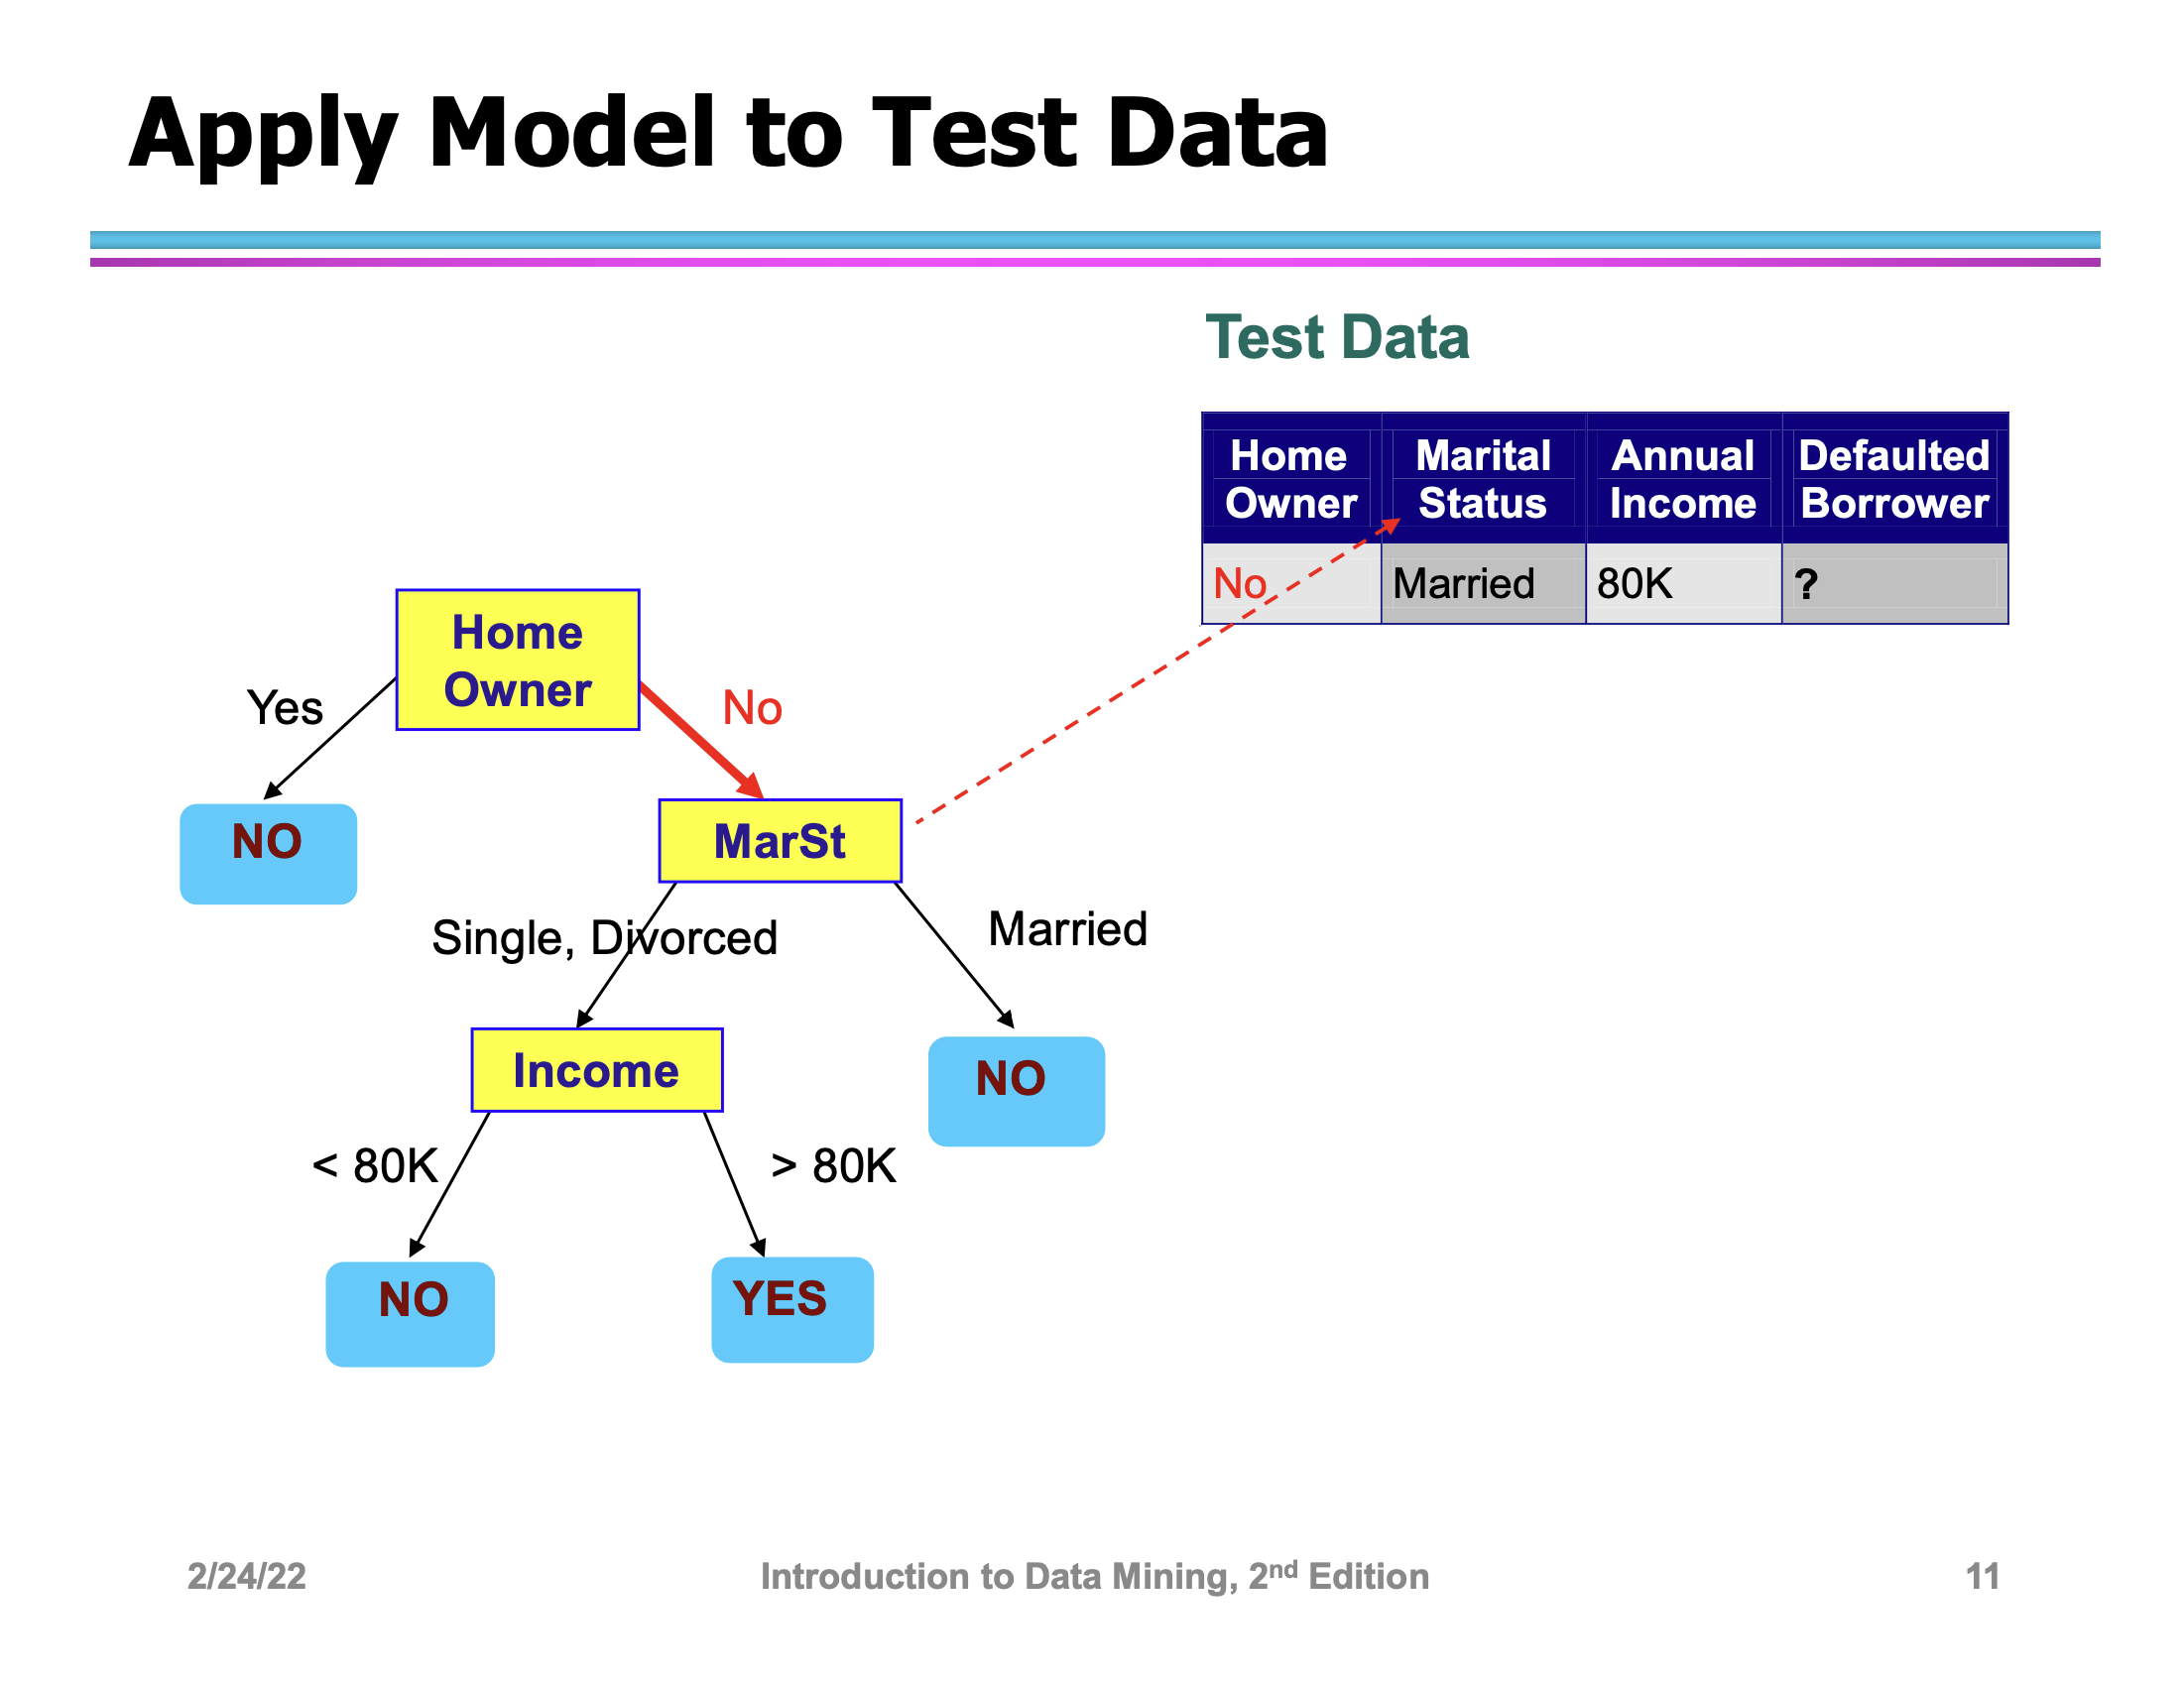 Apply Model to Test Data
Test Data
Home Marital Annual Defaulted
Owner Status Income Borrower
No Married 80K ?
Home
Owner
Yes No
NO MarSt
Single, Divorced Married
Income NO
< 80K > 80K
NO YES
2/24/22 Introduction to Data Mining, 2nd Edition 11